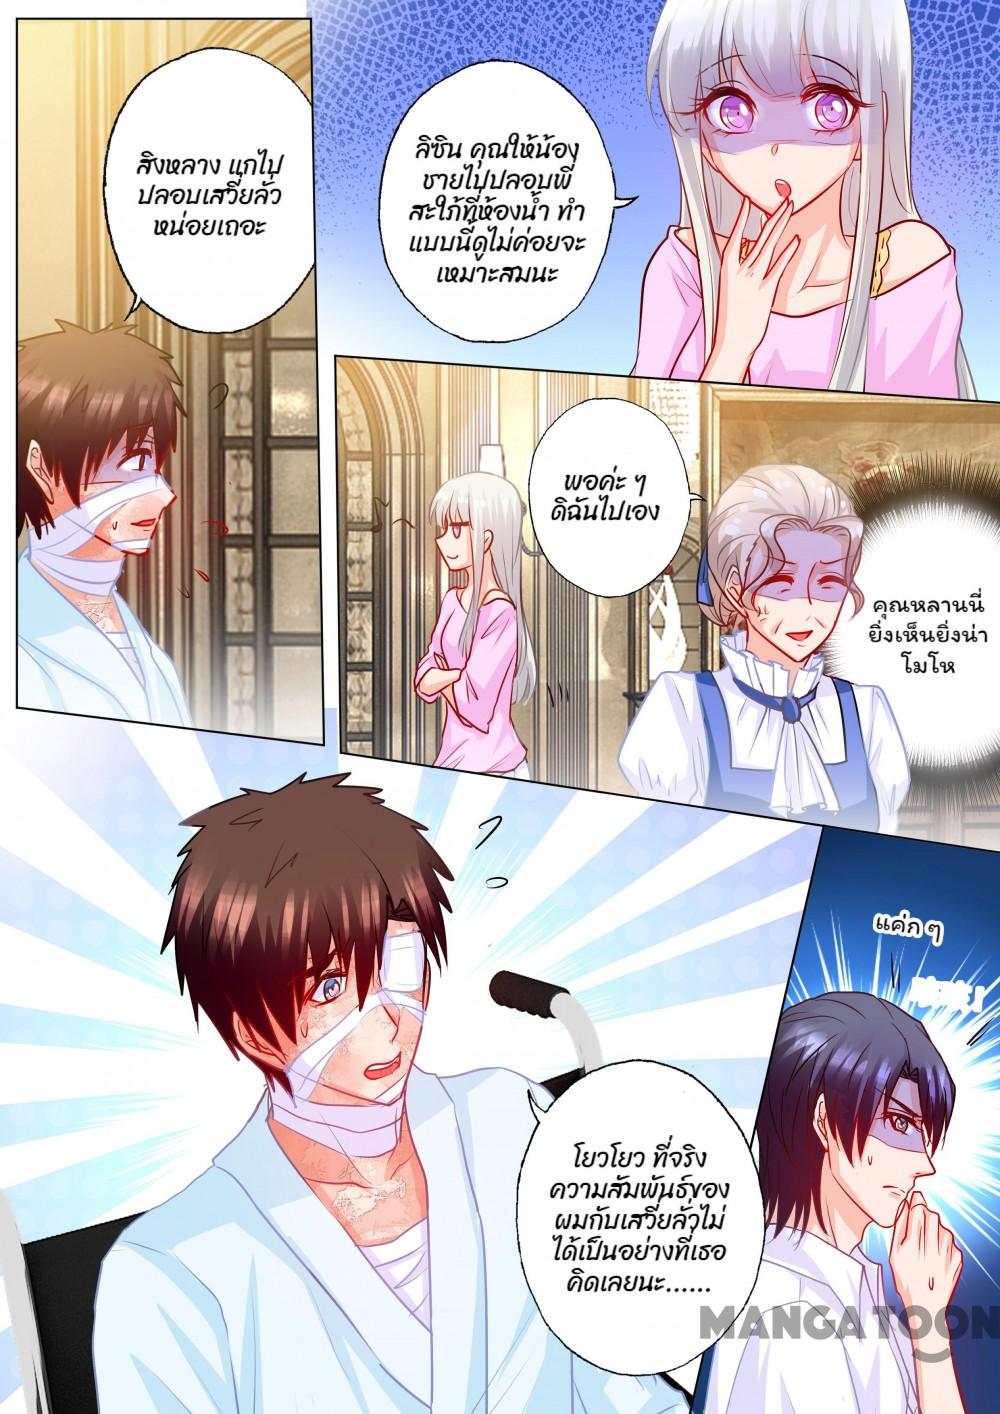 สิงหลาง แกไป
ปลอบเสวี่ยลั่ว
หน่อยเถอะ
ลิซิน คุณให้น้อง
ชายไปปลอบพี่
สะใภ้ที่ห้องน้ำ ทำ
แบบนี้ดูไม่ค่อยจะ
เหมาะสมนะ
พอค่ะ ๆ
ดิฉันไปเอง
คุณหลานนี่
ยิ่งเห็นยิ่งน่า
โมโห
แค่ก ๆ
โยวโยว ที่จริง
ความสัมพันธ์ของ
ผมกับเสวี่ยลั่วไม่
ได้เป็นอย่างที่เธอ
คิดเลยนะ......
MANGATOON